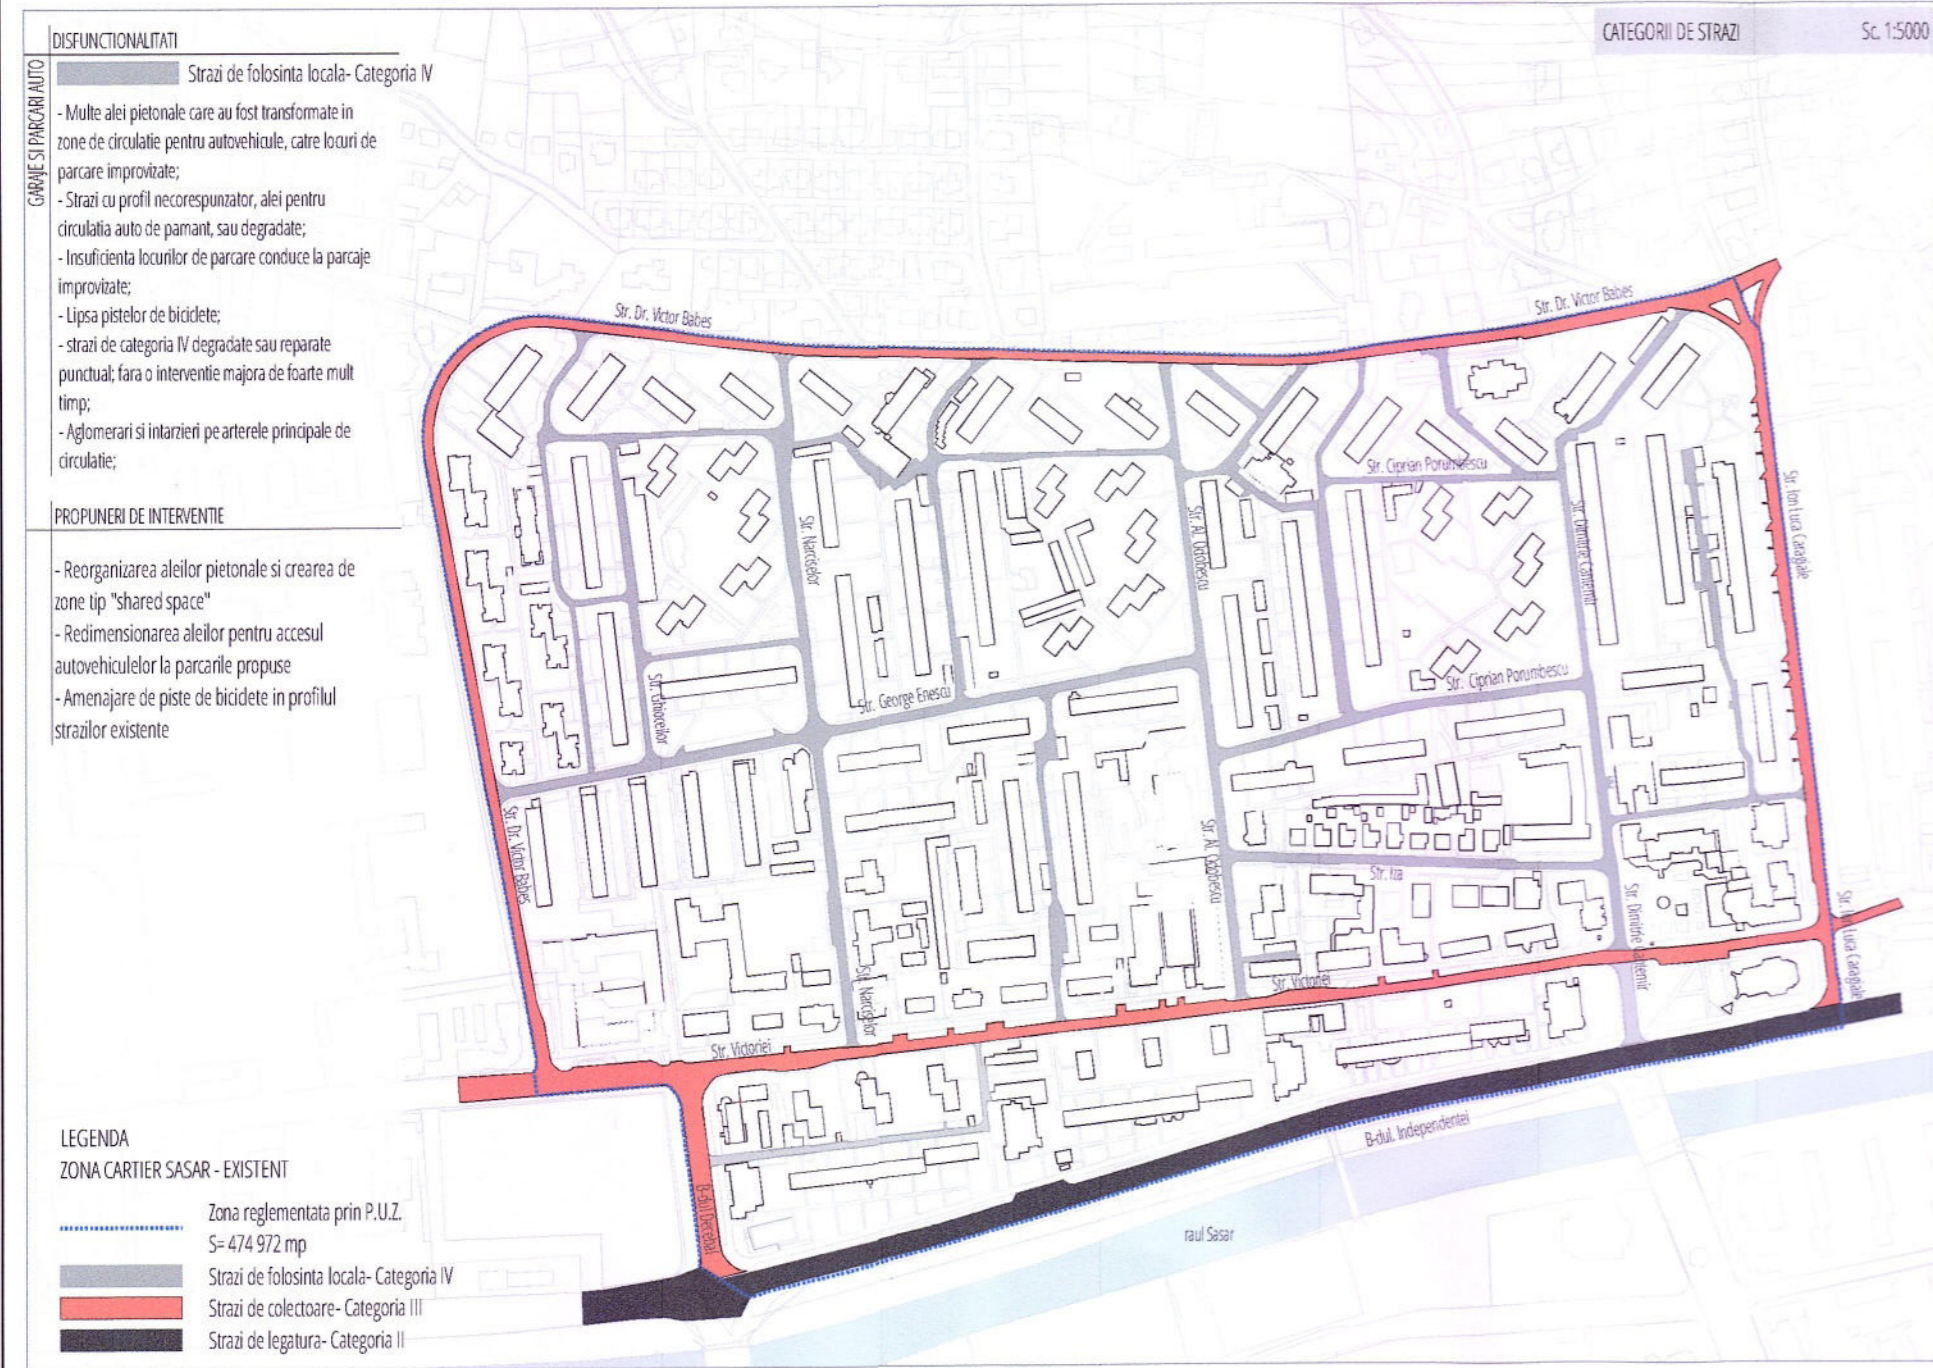 DISFUNCTIONALITATI
GARAJE SI PARCARI AUTO
Strazi de folosinta locala- Categoria IV
- Multe alei pietonale care au fost transformate in
zone de circulatie pentru autovehicule, catre locuri de
parcare improvizate;
- Strazi cu profil necorespunzator, alei pentru
circulatia auto de pamant, sau degradate;
- Insuficienta locurilor de parcare conduce la parcaje
improvizate;
- Lipsa pistelor de biciclete;
- strazi de categoria IV degradate sau reparate
punctual; fara o interventie majora de foarte mult
timp;
- Aglomerari si intarzieri pe arterele principale de
circulatie;
PROPUNERI DE INTERVENTIE
- Reorganizarea aleilor pietonale si crearea de
zone tip "shared space"
- Redimensionarea aleilor pentru accesul
autovehiculelor la parcarile propuse
- Amenajare de piste de biciclete in profilul
strazilor existente
LEGENDA
ZONA CARTIER SASAR - EXISTENT
Zona reglementata prin P.U.Z.
S= 474 972 mp
Strazi de folosinta locala- Categoria IV
Strazi de colectoare- Categoria III
Strazi de legatura- Categoria II
CATEGORII DE STRAZI
Sc. 1:5000
Str. Dr. Victor Babes
Str. Dr. Victor Babes
Str. Ciprian Porumbescu
Str. Ion Luca Caragiale
Str. Narciselor
Str. Al. Odobescu
Str. Dimitrie Cantemir
Str. Ghioceilor
Str. George Enescu
Str. Ciprian Porumbescu
Str. Dr. Victor Babes
Str. Al. Odobescu
Str. Iza
Str. Dimitrie Cantemir
Str. Ion Luca Caragiale
Str. Narciselor
Str. Victoriei
Str. Victoriei
B-dul. Independentei
B-dul Decebal
raul Sasar